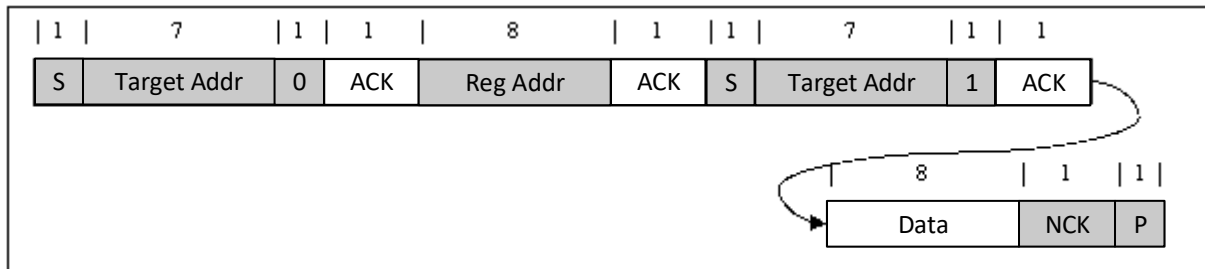 | 1 | 7 | 1 | 1 | 8 | 1 | 1 | 7 | 1 | 1
S Target Addr 0 ACK Reg Addr ACK S Target Addr 1 ACK
| 8 | 1 | 1 |
Data NCK P